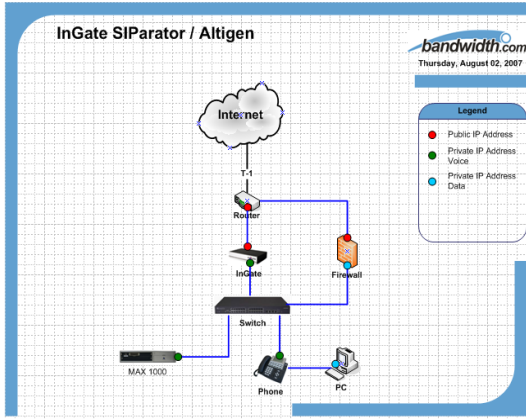 InGate SIParator / Altigen
bandwidth.com
Thursday, August 02, 2007
Legend
Public IP Address
Private IP Address
Voice
Private IP Address
Data
Internet
T-1
Router
InGate
Firewall
Switch
MAX 1000
Phone
PC